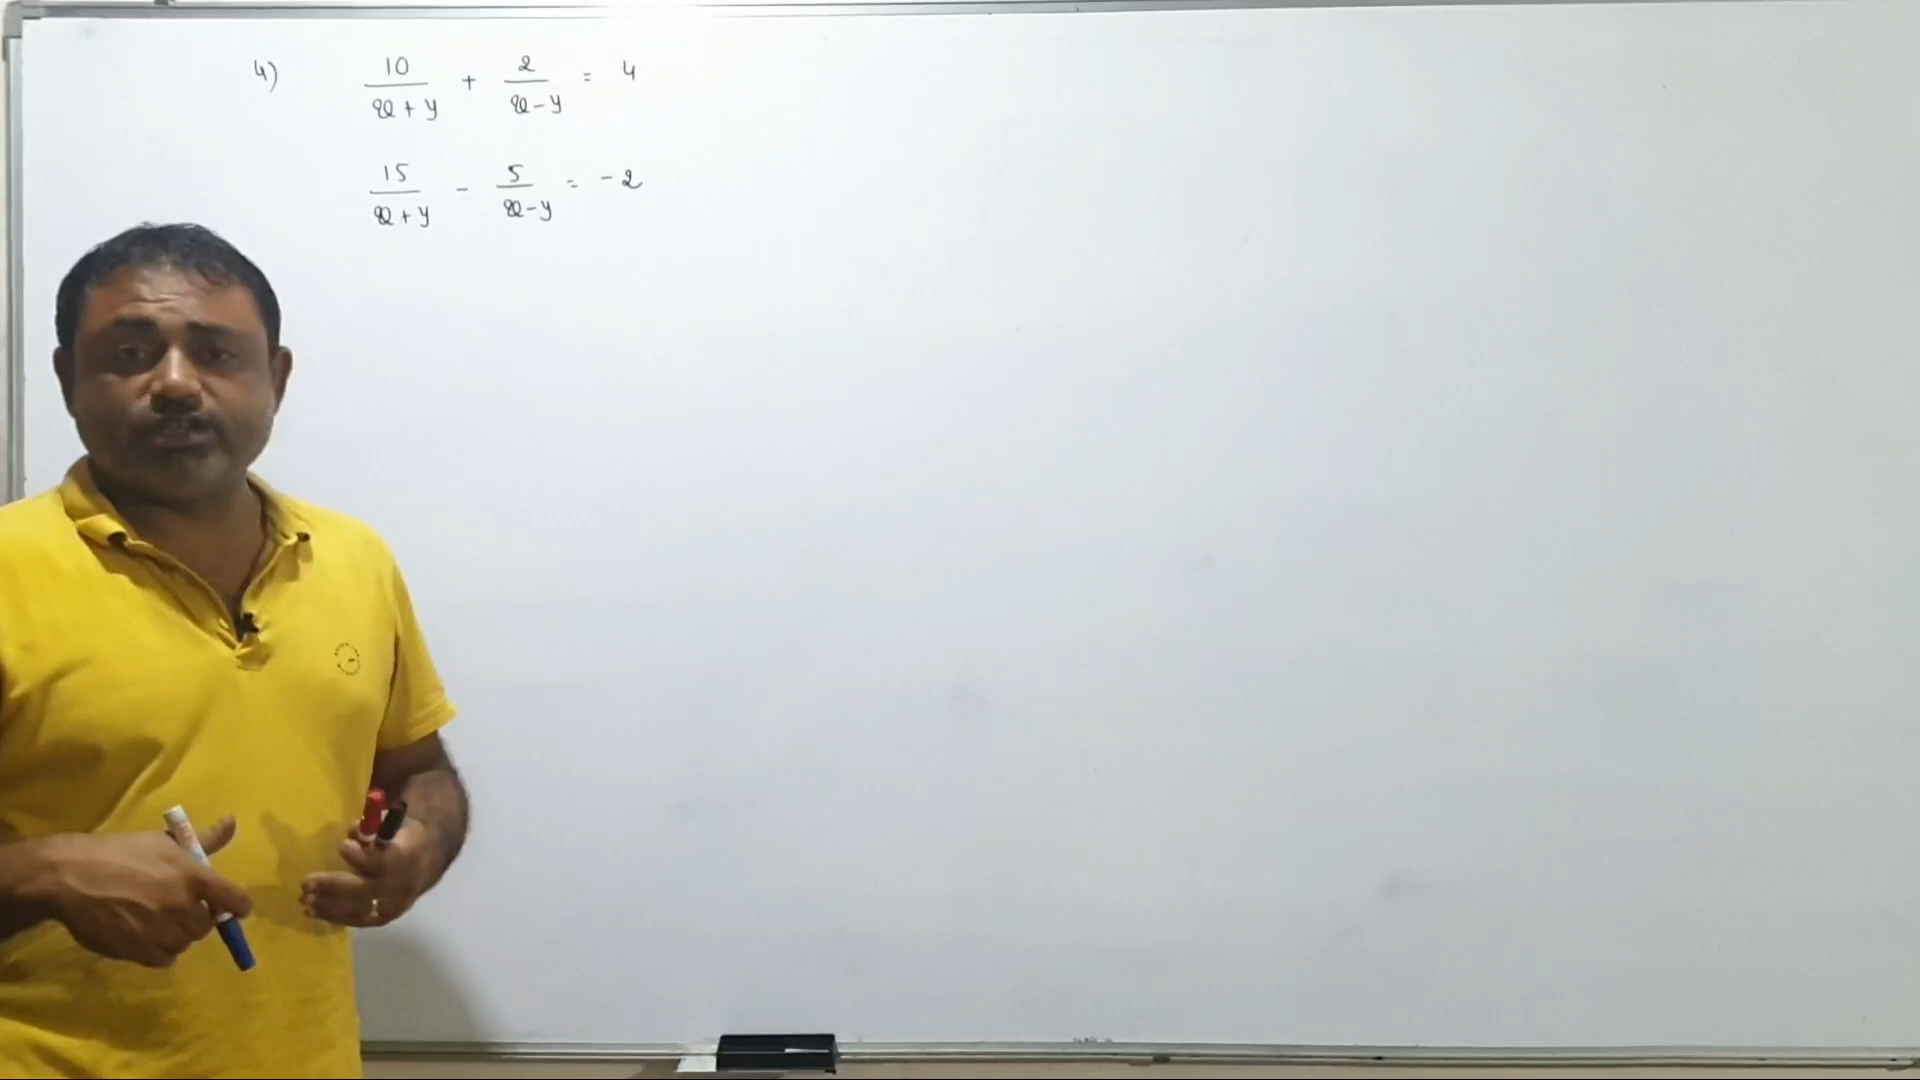 4) 10/(x + y) + 2/(x - y) = 4
15/(x + y) - 5/(x - y) = -2